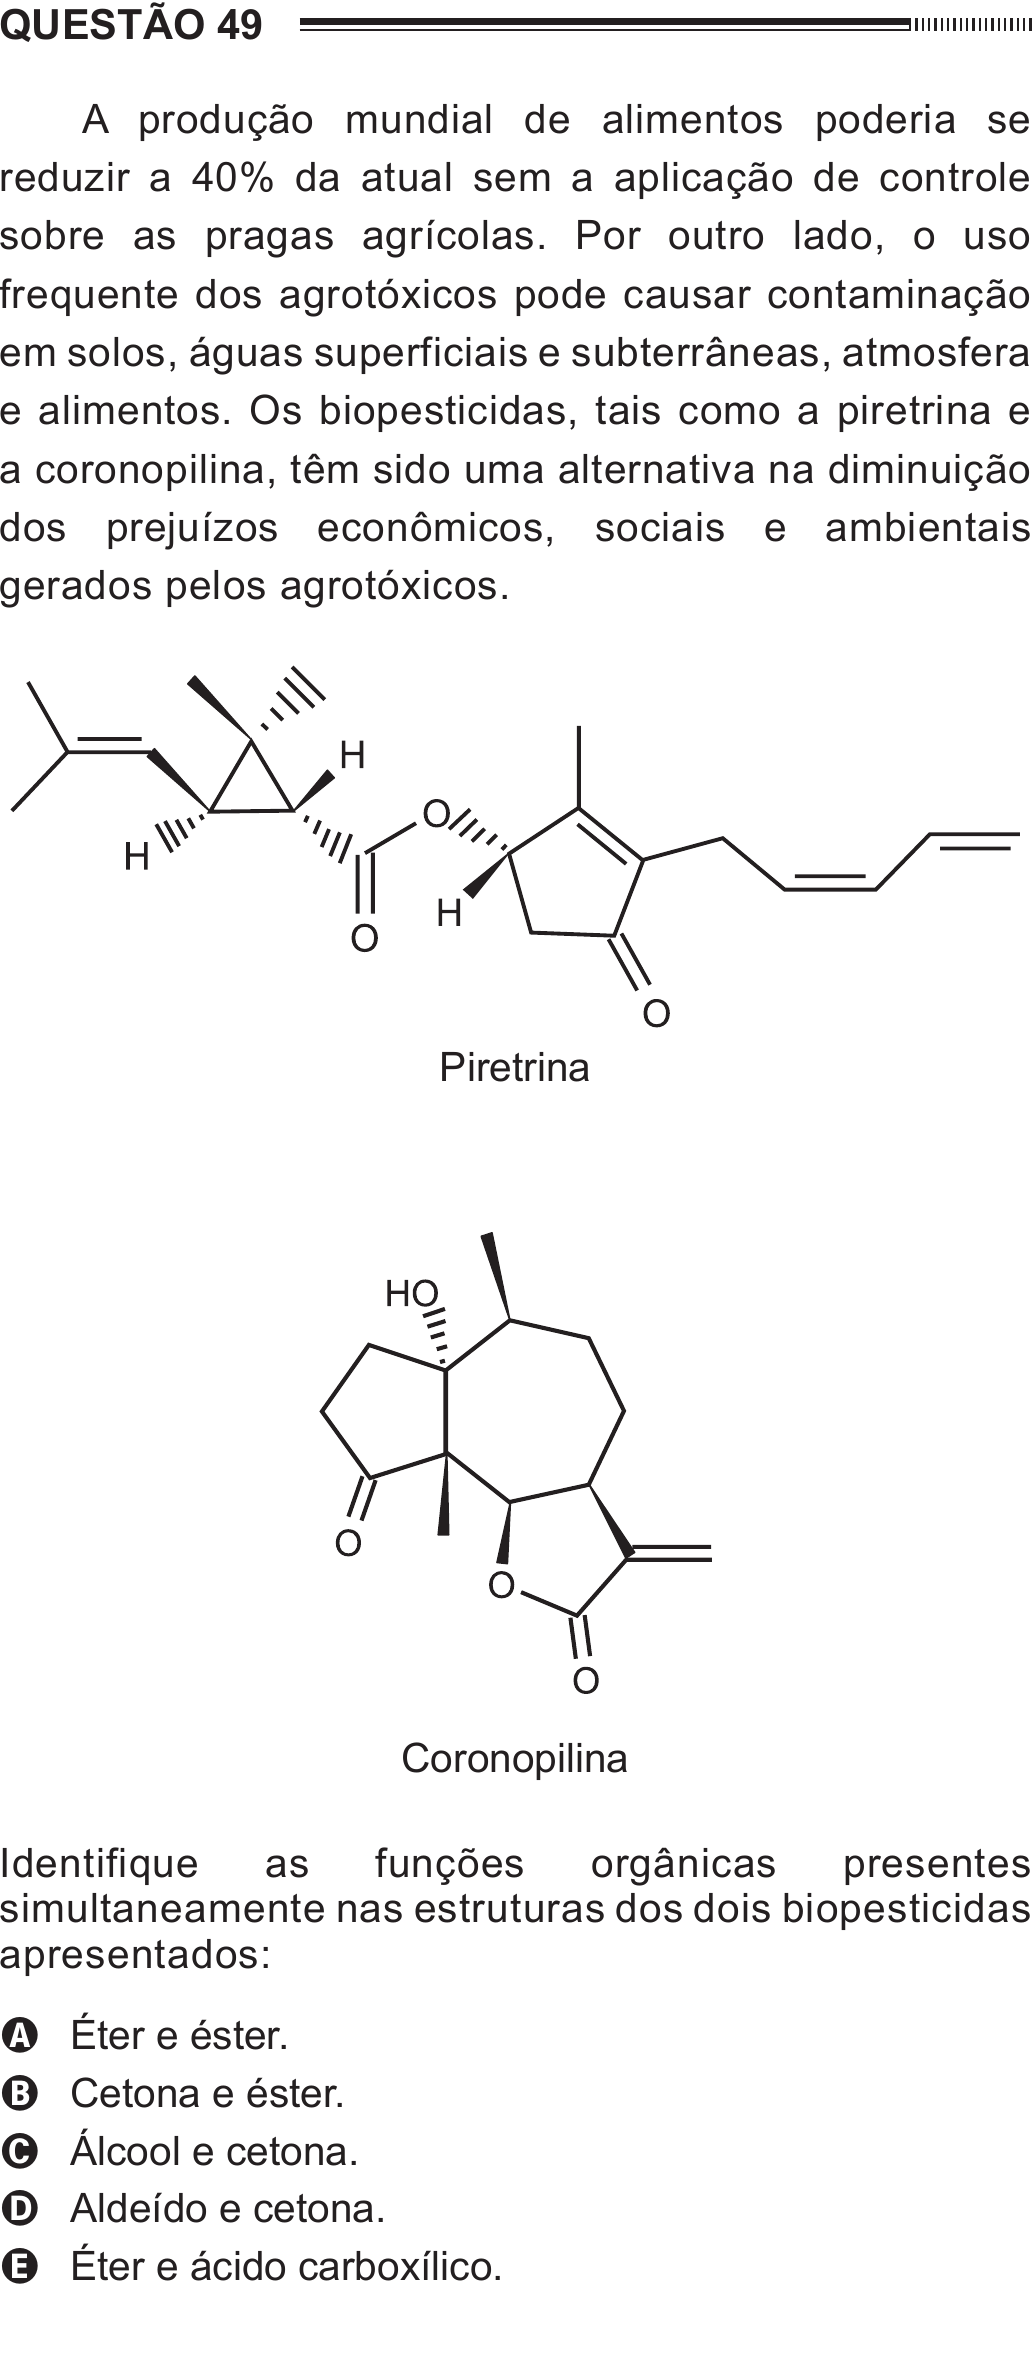 QUESTÃO 49
A produção mundial de alimentos poderia se
reduzir a 40% da atual sem a aplicação de controle
sobre as pragas agrícolas. Por outro lado, o uso
frequente dos agrotóxicos pode causar contaminação
em solos, águas superficiais e subterrâneas, atmosfera
e alimentos. Os biopesticidas, tais como a piretrina e
a coronopilina, têm sido uma alternativa na diminuição
dos prejuízos econômicos, sociais e ambientais
gerados pelos agrotóxicos.
H
O
H
H
O
O
Piretrina
HO
O
O
O
Coronopilina
Identifique as funções orgânicas presentes
simultaneamente nas estruturas dos dois biopesticidas
apresentados:
A Éter e éster.
B Cetona e éster.
C Álcool e cetona.
D Aldeído e cetona.
E Éter e ácido carboxílico.